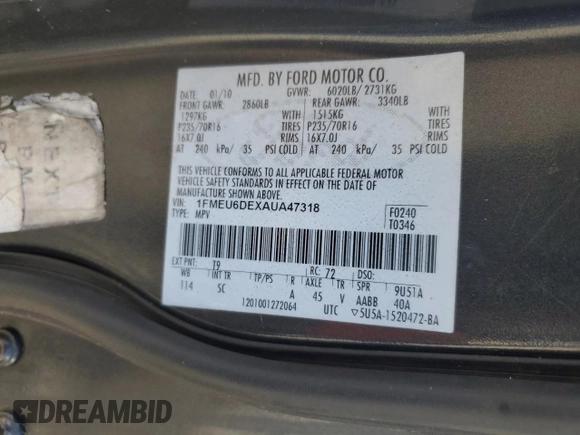 MFD. BY FORD MOTOR CO.
DATE: 01/10 GVWR: 6020LB/ 2731KG
FRONT GAWR: 2860LB REAR GAWR: 3340LB
1297KG WITH 1515KG WITH
P235/70R16 TIRES P235/70R16 TIRES
16X7.0J RIMS 16X7.0J RIMS
AT 240 kPa/ 35 PSI COLD AT 240 kPa/ 35 PSI COLD
THIS VEHICLE CONFORMS TO ALL APPLICABLE FEDERAL MOTOR
VEHICLE SAFETY STANDARDS IN EFFECT ON THE DATE OF
MANUFACTURE SHOWN ABOVE.
VIN: 1FMEU6DEXAUA47318 F0240
TYPE: MPV T0346
EXT PNT: T9 RC: 72 DSO:
WB INT TR TP/PS R AXLE TR SPR 9U51A
114 5C A 45 V AABB 40A
1201001272064 UTC ▽5U5A-1520472-BA
DREAMBID